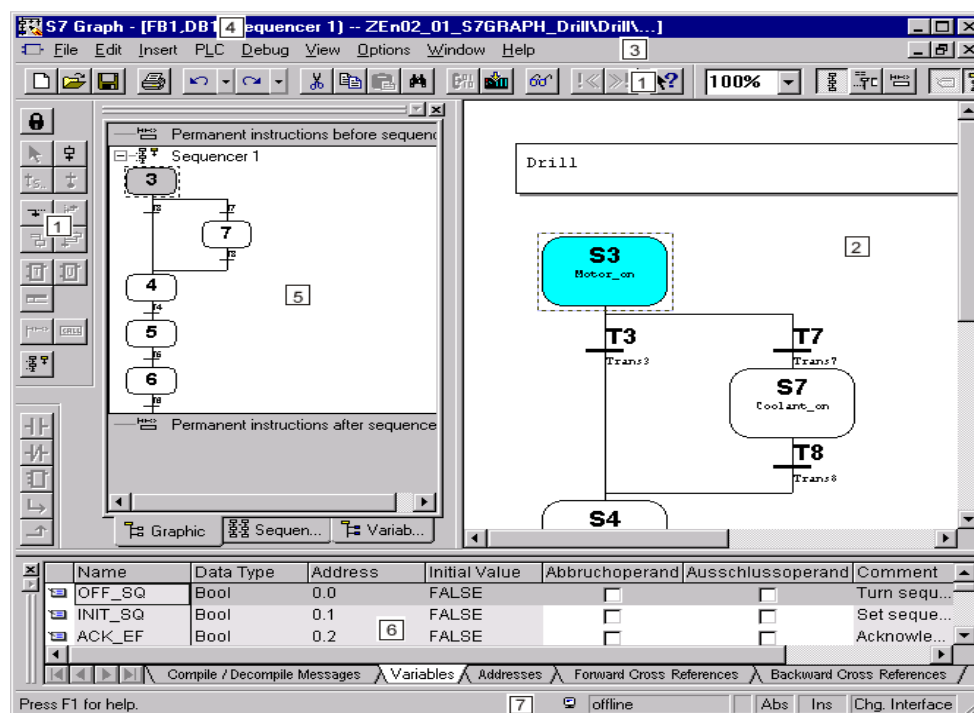 S7 Graph - [FB1,DB1 4 equencer 1) -- ZEn02_01_S7GRAPH_Drill\Drill\...]
File Edit Insert PLC Debug View Options Window Help 3
1 100%
Permanent instructions before sequenc
Sequencer 1
3
7
4
5
6
5
Permanent instructions after sequence
Graphic Sequen... Variab...
1
CALL
Drill
2
S3
Motor_on
T3
Trans3
T7
Trans7
S7
Coolant_on
T8
Trans8
S4
Name Data Type Address Initial Value Abbruchoperand Ausschlussoperand Comment
OFF_SQ Bool 0.0 FALSE Turn sequ...
INIT_SQ Bool 0.1 FALSE Set seque...
ACK_EF Bool 0.2 6 FALSE Acknowle...
Compile / Decompile Messages Variables Addresses Forward Cross References Backward Cross References
Press F1 for help. 7 offline Abs Ins Chg. Interface